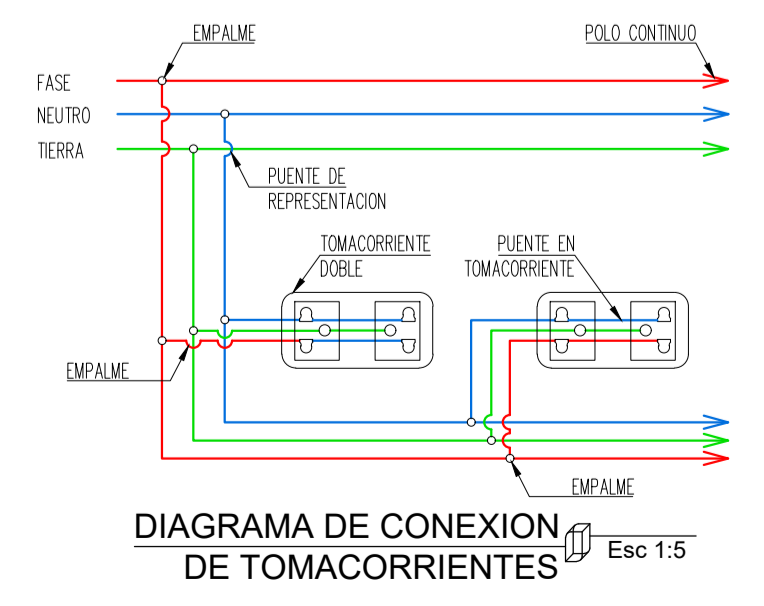 EMPALME
POLO CONTINUO
FASE
NEUTRO
TIERRA
PUENTE DE
REPRESENTACION
TOMACORRIENTE
DOBLE
PUENTE EN
TOMACORRIENTE
EMPALME
EMPALME
DIAGRAMA DE CONEXION
DE TOMACORRIENTES
Esc 1:5